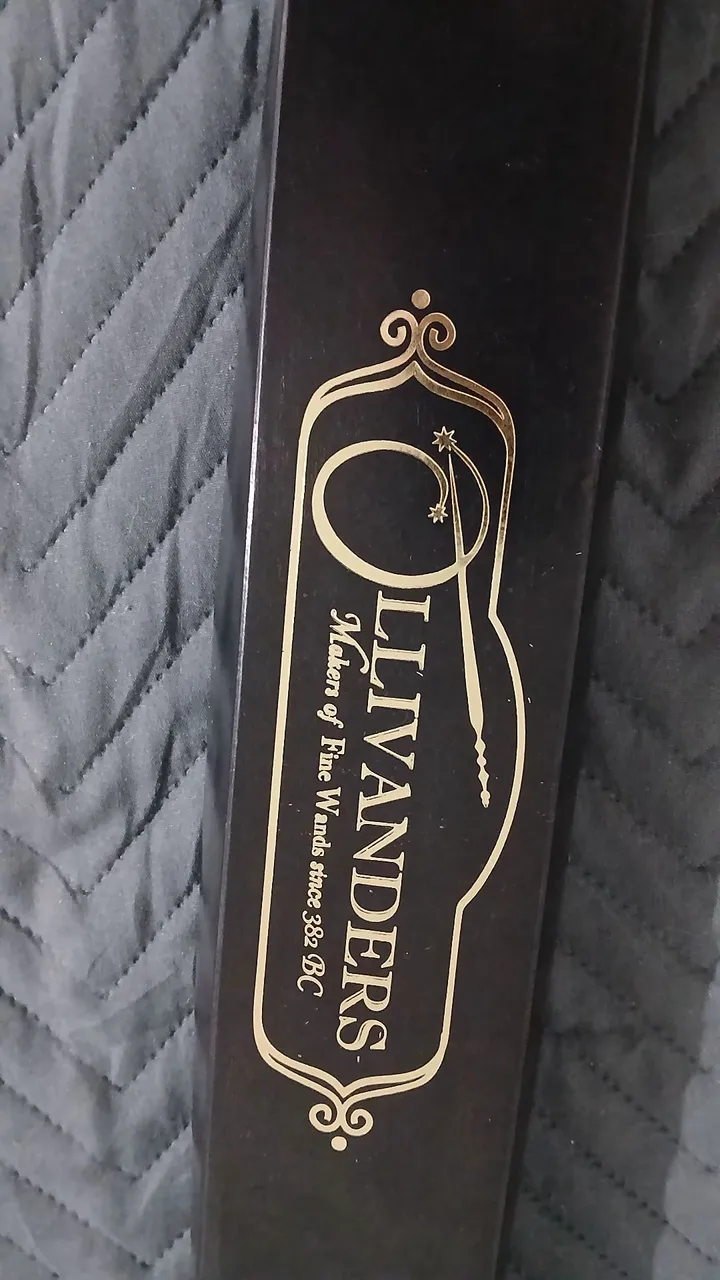 OLLIVANDERS
Makers of Fine Wands since 382 BC